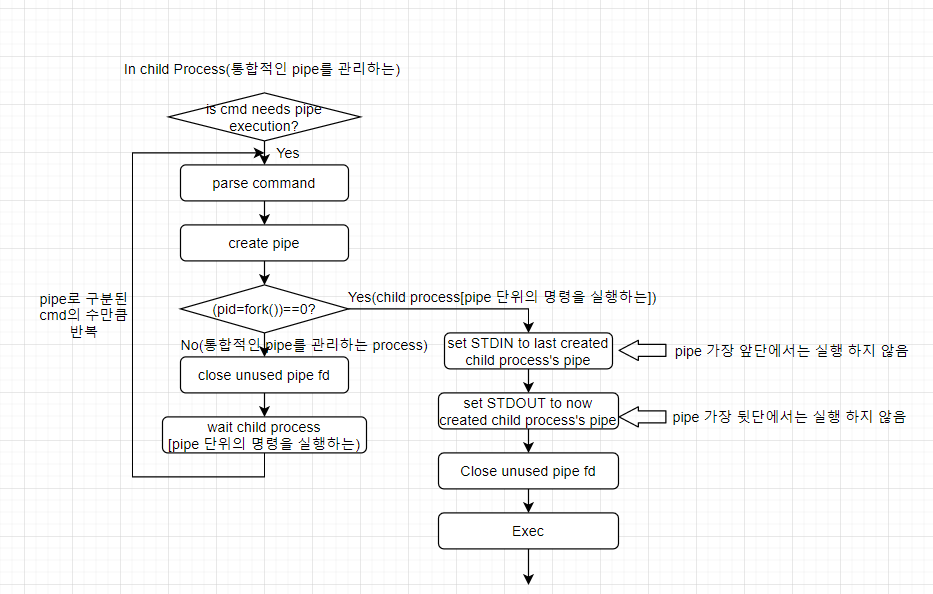 In child Process(통합적인 pipe를 관리하는)
is cmd needs pipe
execution?
Yes
parse command
create pipe
pipe로 구분된
cmd의 수만큼
반복
(pid=fork())==0?
Yes(child process[pipe 단위의 명령을 실행하는])
No(통합적인 pipe를 관리하는 process)
close unused pipe fd
wait child process
[pipe 단위의 명령을 실행하는)
set STDIN to last created
child process's pipe
pipe 가장 앞단에서는 실행 하지 않음
set STDOUT to now
created child process's pipe
pipe 가장 뒷단에서는 실행 하지 않음
Close unused pipe fd
Exec